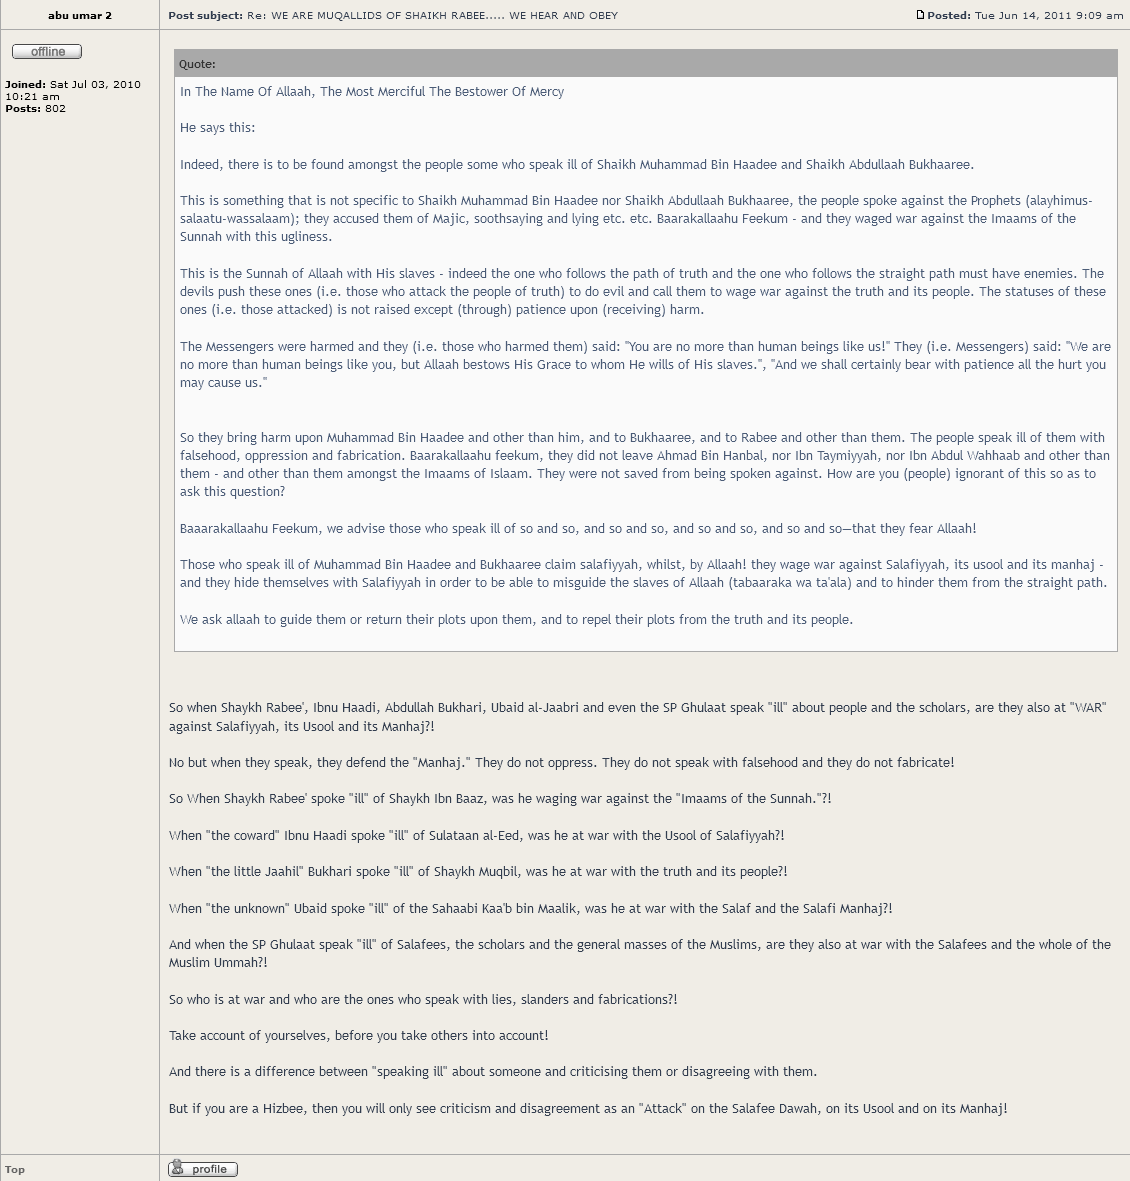 abu umar 2
Post subject: Re: WE ARE MUQALLIDS OF SHAIKH RABEE..... WE HEAR AND OBEY
Posted: Tue Jun 14, 2011 9:09 am
offline
Joined: Sat Jul 03, 2010
10:21 am
Posts: 802
Quote:
In The Name Of Allaah, The Most Merciful The Bestower Of Mercy
He says this:
Indeed, there is to be found amongst the people some who speak ill of Shaikh Muhammad Bin Haadee and Shaikh Abdullaah Bukhaaree.
This is something that is not specific to Shaikh Muhammad Bin Haadee nor Shaikh Abdullaah Bukhaaree, the people spoke against the Prophets (alayhimus-
salaatu-wassalaam); they accused them of Majic, soothsaying and lying etc. etc. Baarakallaahu Feekum - and they waged war against the Imaams of the
Sunnah with this ugliness.
This is the Sunnah of Allaah with His slaves - indeed the one who follows the path of truth and the one who follows the straight path must have enemies. The
devils push these ones (i.e. those who attack the people of truth) to do evil and call them to wage war against the truth and its people. The statuses of these
ones (i.e. those attacked) is not raised except (through) patience upon (receiving) harm.
The Messengers were harmed and they (i.e. those who harmed them) said: "You are no more than human beings like us!" They (i.e. Messengers) said: "We are
no more than human beings like you, but Allaah bestows His Grace to whom He wills of His slaves.", "And we shall certainly bear with patience all the hurt you
may cause us."
So they bring harm upon Muhammad Bin Haadee and other than him, and to Bukhaaree, and to Rabee and other than them. The people speak ill of them with
falsehood, oppression and fabrication. Baarakallaahu feekum, they did not leave Ahmad Bin Hanbal, nor Ibn Taymiyyah, nor Ibn Abdul Wahhaab and other than
them - and other than them amongst the Imaams of Islaam. They were not saved from being spoken against. How are you (people) ignorant of this so as to
ask this question?
Baaarakallaahu Feekum, we advise those who speak ill of so and so, and so and so, and so and so, and so and so—that they fear Allaah!
Those who speak ill of Muhammad Bin Haadee and Bukhaaree claim salafiyyah, whilst, by Allaah! they wage war against Salafiyyah, its usool and its manhaj -
and they hide themselves with Salafiyyah in order to be able to misguide the slaves of Allaah (tabaaraka wa ta'ala) and to hinder them from the straight path.
We ask allaah to guide them or return their plots upon them, and to repel their plots from the truth and its people.
So when Shaykh Rabee', Ibnu Haadi, Abdullah Bukhari, Ubaid al-Jaabri and even the SP Ghulaat speak "ill" about people and the scholars, are they also at "WAR"
against Salafiyyah, its Usool and its Manhaj?!
No but when they speak, they defend the "Manhaj." They do not oppress. They do not speak with falsehood and they do not fabricate!
So When Shaykh Rabee' spoke "ill" of Shaykh Ibn Baaz, was he waging war against the "Imaams of the Sunnah."?!
When "the coward" Ibnu Haadi spoke "ill" of Sulataan al-Eed, was he at war with the Usool of Salafiyyah?!
When "the little Jaahil" Bukhari spoke "ill" of Shaykh Muqbil, was he at war with the truth and its people?!
When "the unknown" Ubaid spoke "ill" of the Sahaabi Kaa'b bin Maalik, was he at war with the Salaf and the Salafi Manhaj?!
And when the SP Ghulaat speak "ill" of Salafees, the scholars and the general masses of the Muslims, are they also at war with the Salafees and the whole of the
Muslim Ummah?!
So who is at war and who are the ones who speak with lies, slanders and fabrications?!
Take account of yourselves, before you take others into account!
And there is a difference between "speaking ill" about someone and criticising them or disagreeing with them.
But if you are a Hizbee, then you will only see criticism and disagreement as an "Attack" on the Salafee Dawah, on its Usool and on its Manhaj!
Top
profile